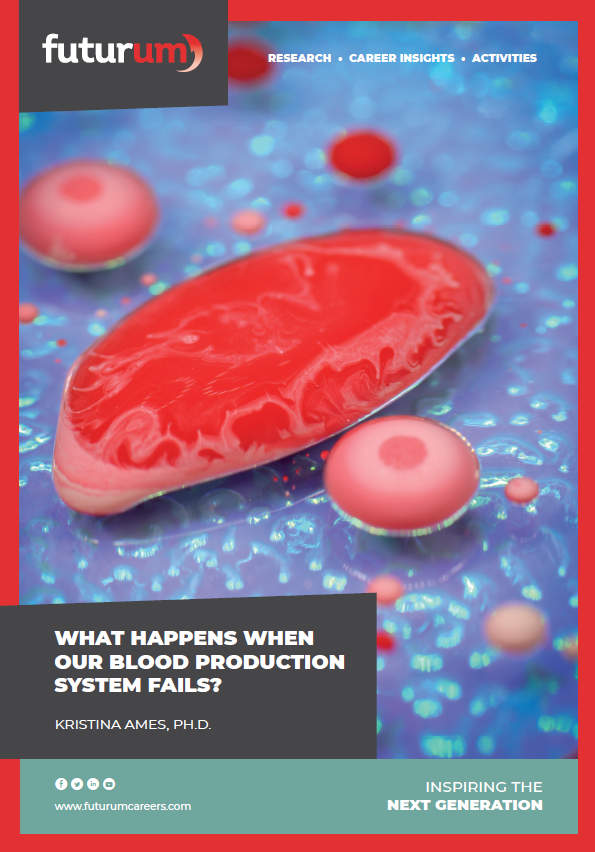 futurum
RESEARCH • CAREER INSIGHTS • ACTIVITIES
WHAT HAPPENS WHEN
OUR BLOOD PRODUCTION
SYSTEM FAILS?
KRISTINA AMES, PH.D.
www.futurumcareers.com
INSPIRING THE
NEXT GENERATION